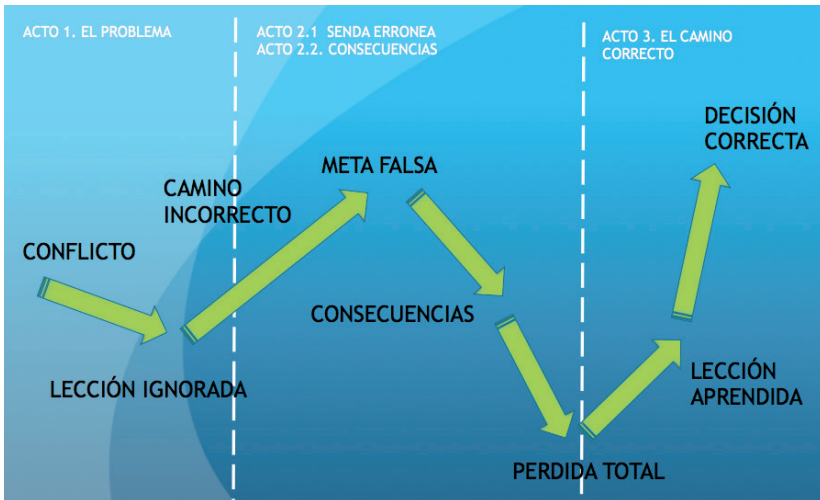 ACTO 1. EL PROBLEMA
ACTO 2.1 SENDA ERRONEA
ACTO 2.2. CONSECUENCIAS
ACTO 3. EL CAMINO
CORRECTO
CONFLICTO
LECCIÓN IGNORADA
CAMINO
INCORRECTO
META FALSA
CONSECUENCIAS
PERDIDA TOTAL
LECCIÓN
APRENDIDA
DECISIÓN
CORRECTA